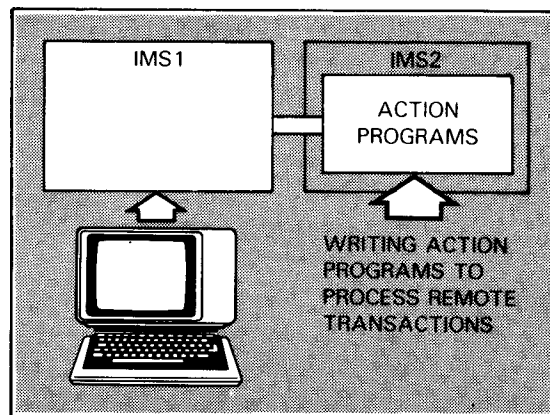 IMS1
IMS2
ACTION
PROGRAMS
WRITING ACTION
PROGRAMS TO
PROCESS REMOTE
TRANSACTIONS